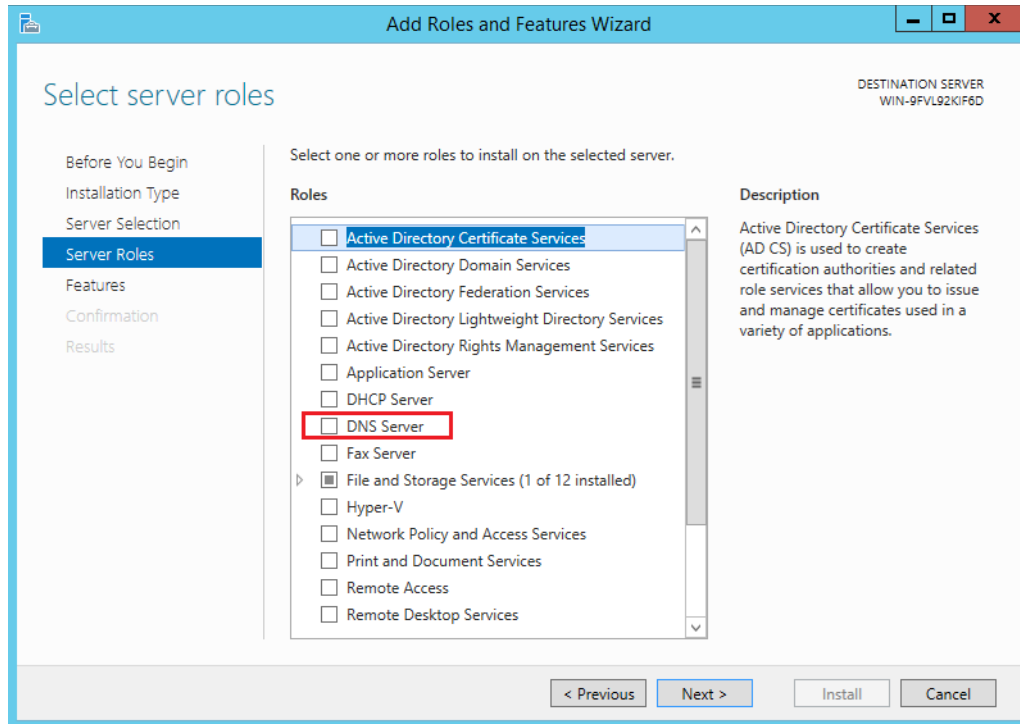 Add Roles and Features Wizard
Select server roles
DESTINATION SERVER
WIN-9FVL92KIF6D
Before You Begin
Installation Type
Server Selection
Server Roles
Features
Confirmation
Results
Select one or more roles to install on the selected server.
Roles
Active Directory Certificate Services
Active Directory Domain Services
Active Directory Federation Services
Active Directory Lightweight Directory Services
Active Directory Rights Management Services
Application Server
DHCP Server
DNS Server
Fax Server
File and Storage Services (1 of 12 installed)
Hyper-V
Network Policy and Access Services
Print and Document Services
Remote Access
Remote Desktop Services
Description
Active Directory Certificate Services
(AD CS) is used to create
certification authorities and related
role services that allow you to issue
and manage certificates used in a
variety of applications.
< Previous
Next >
Install
Cancel